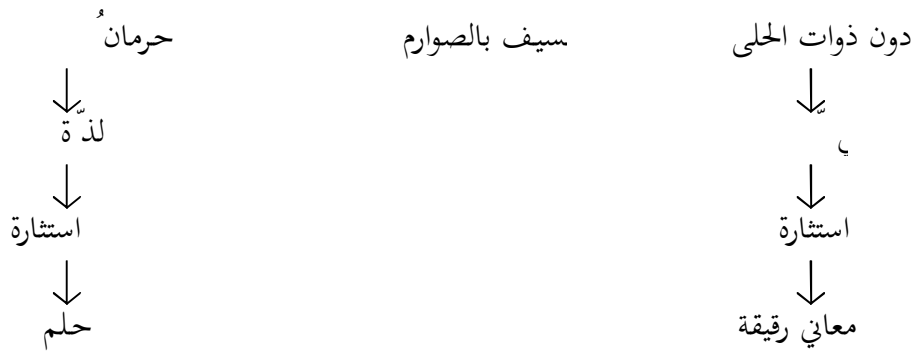 دون ذوات الحلى سيف بالصوارم حرمانُ
لذّة
استثارة استثارة
معاني رقيقة حلم